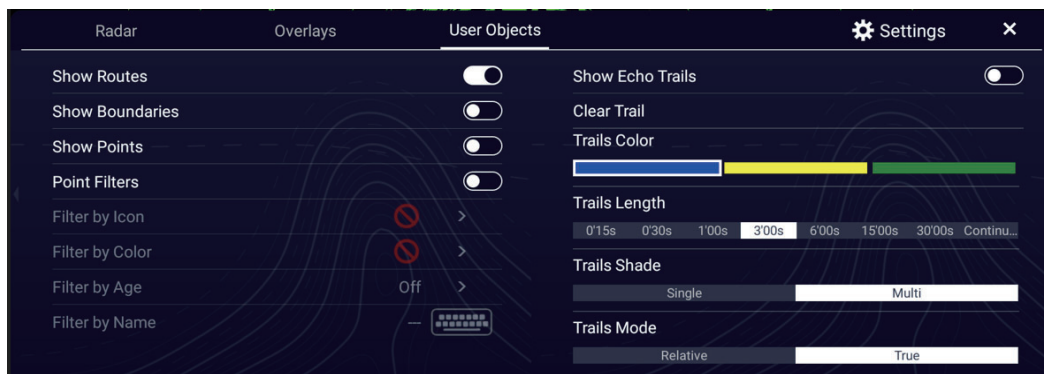 Radar Overlays User Objects Settings ×
Show Routes
Show Boundaries
Show Points
Point Filters
Filter by Icon >
Filter by Color >
Filter by Age Off >
Filter by Name ---
Show Echo Trails
Clear Trail
Trails Color
Trails Length
0'15s 0'30s 1'00s 3'00s 6'00s 15'00s 30'00s Continu...
Trails Shade
Single Multi
Trails Mode
Relative True